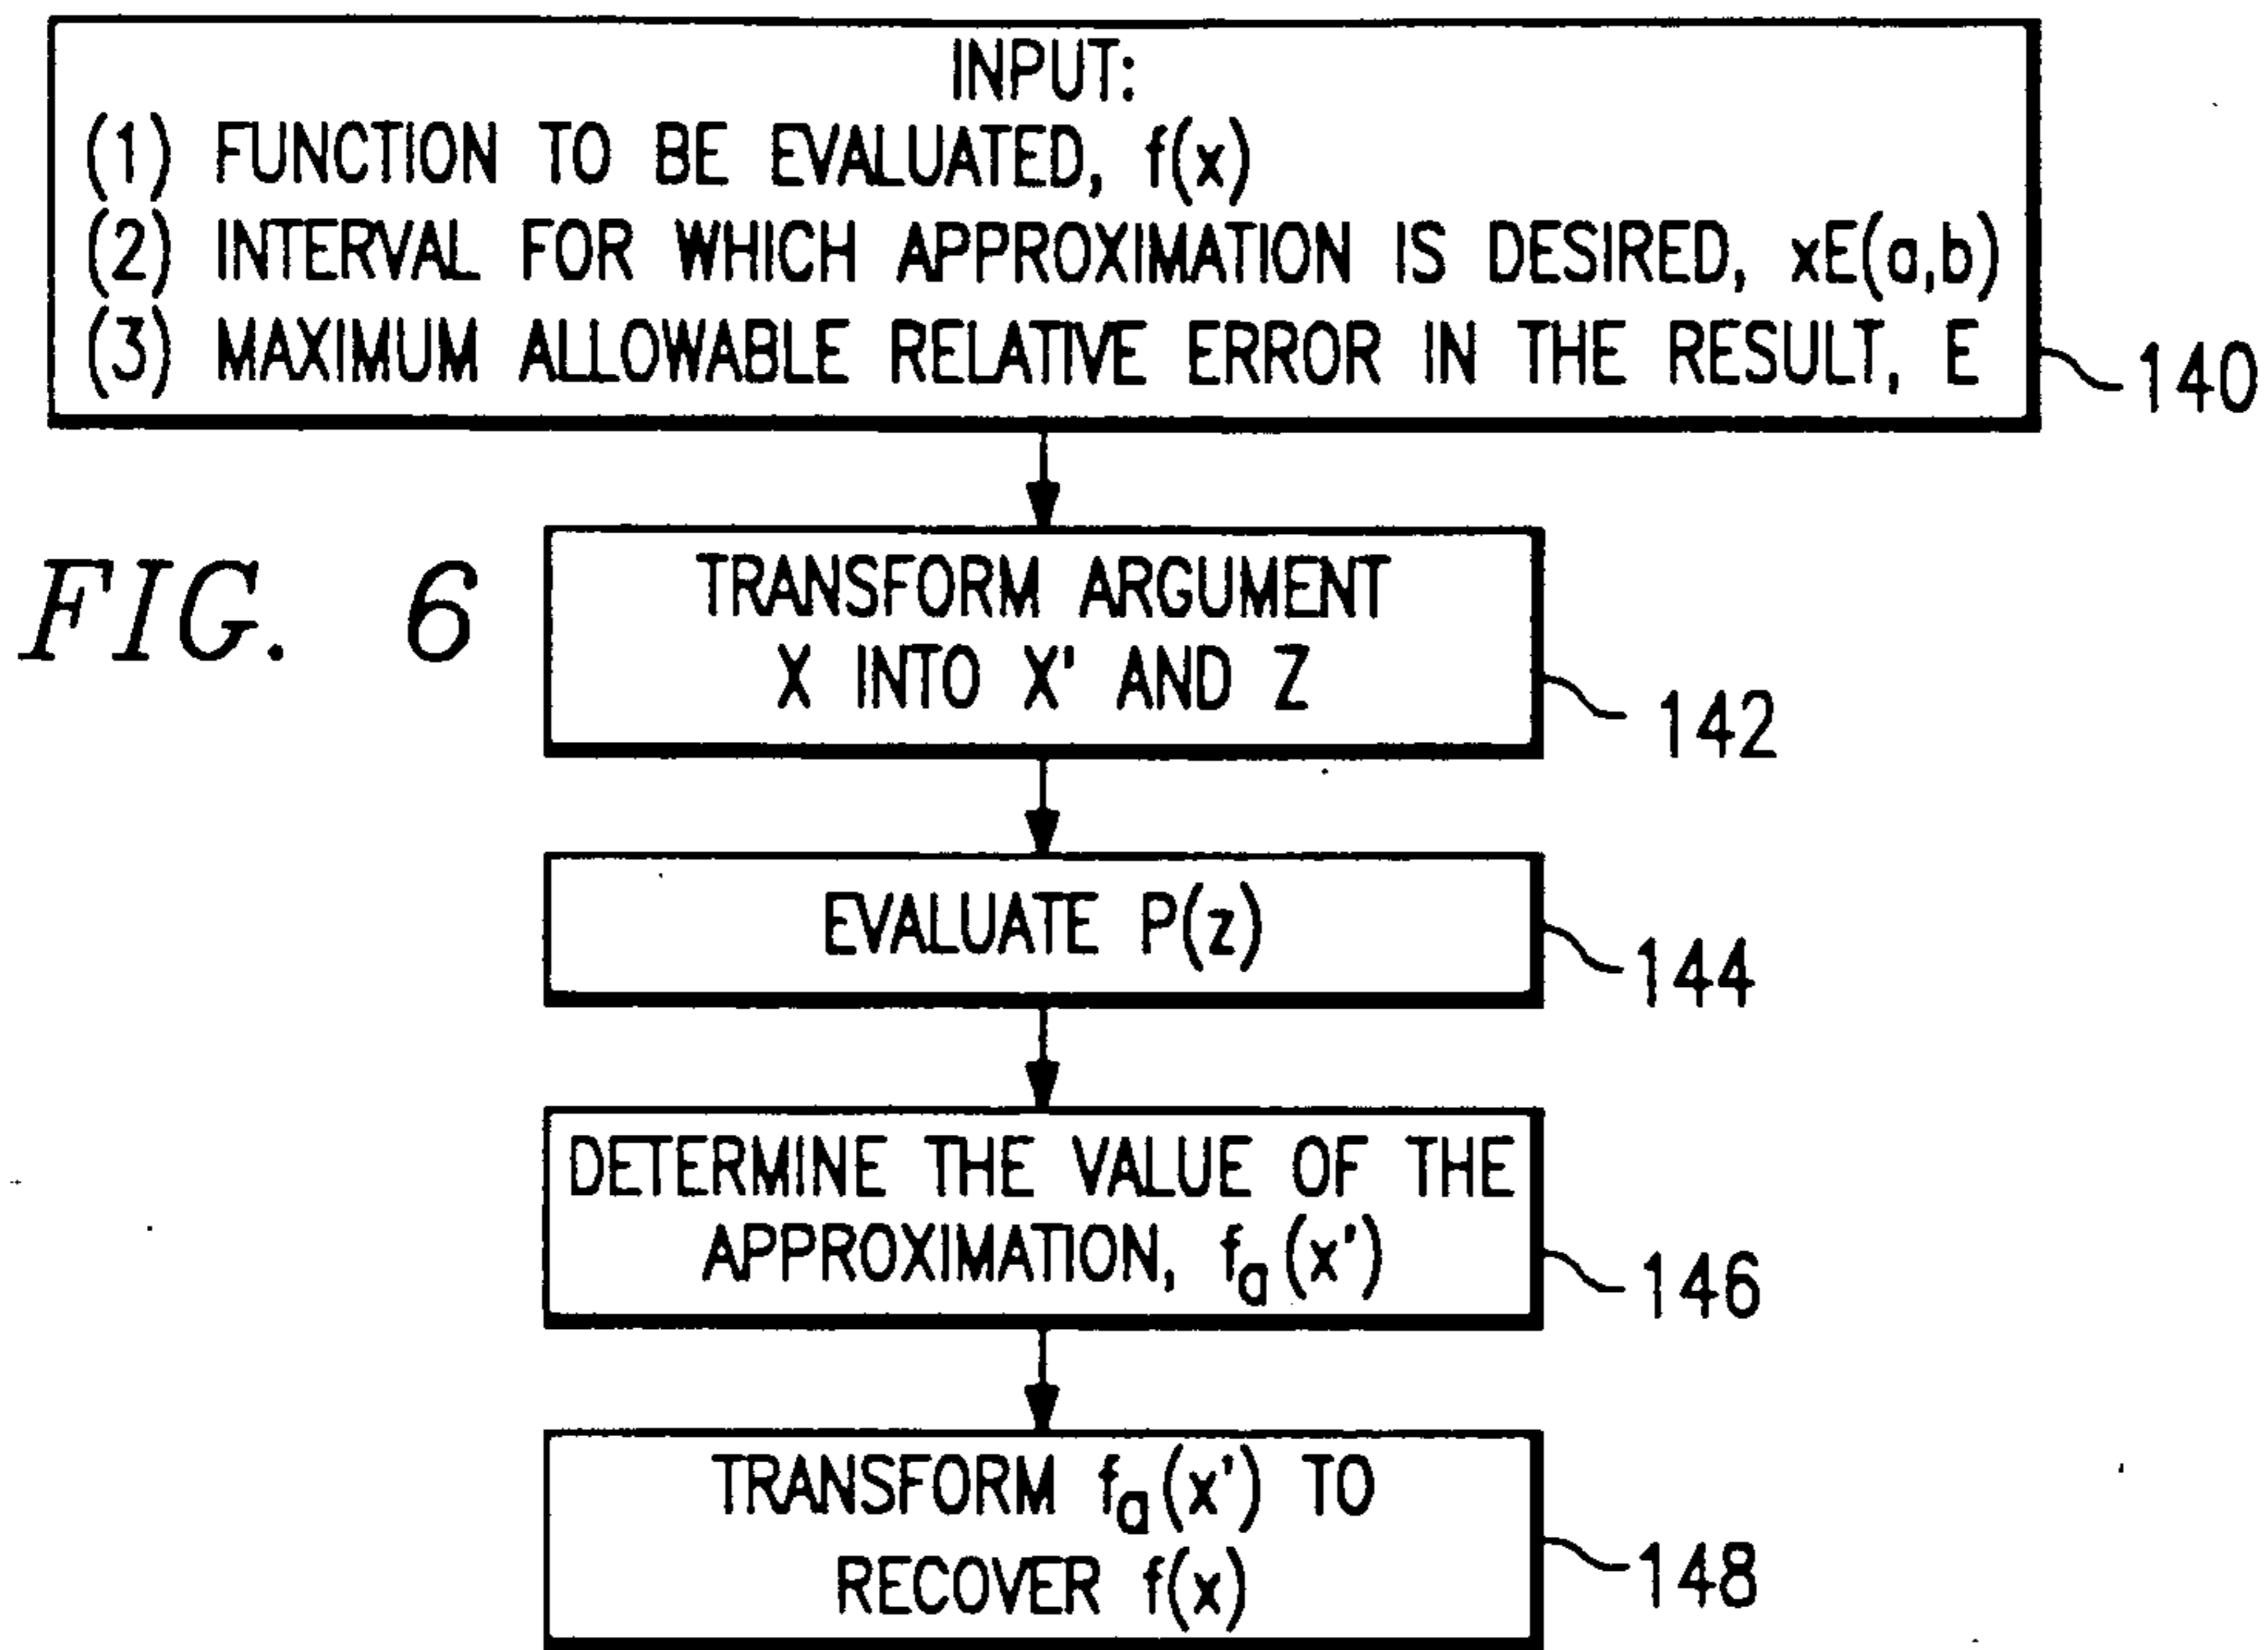 INPUT:
(1) FUNCTION TO BE EVALUATED, f(x)
(2) INTERVAL FOR WHICH APPROXIMATION IS DESIRED, xE(a,b)
(3) MAXIMUM ALLOWABLE RELATIVE ERROR IN THE RESULT, E
140
FIG. 6
TRANSFORM ARGUMENT
X INTO X' AND Z
142
EVALUATE P(z)
144
DETERMINE THE VALUE OF THE
APPROXIMATION, fa(x')
146
TRANSFORM fa(x') TO
RECOVER f(x)
148